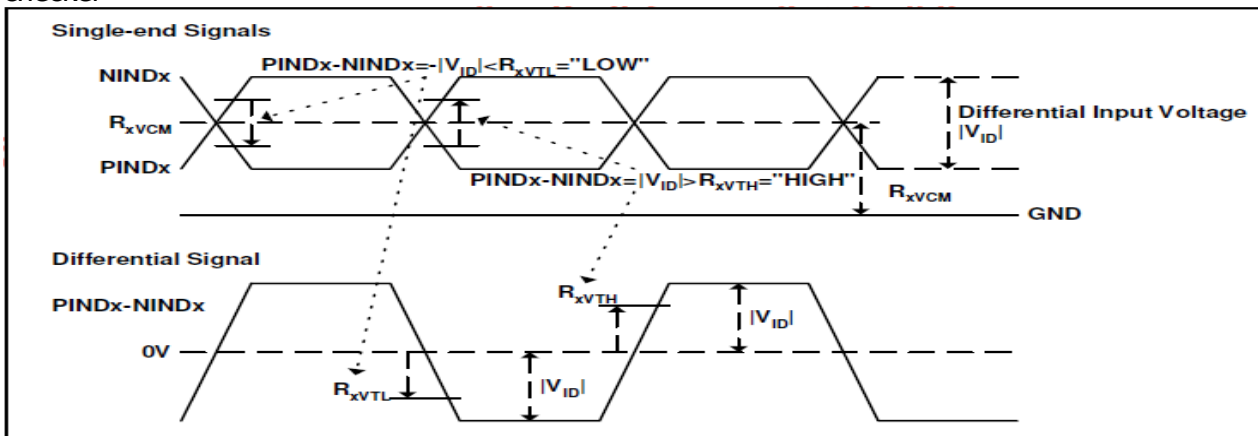 Single-end Signals
NINDx
PINDx-NINDx=-|VID|<RxVTL="LOW"
RxVCM
Differential Input Voltage
|VID|
PINDx
PINDx-NINDx=|VID|>RxVTH="HIGH"
RxVCM
GND
Differential Signal
PINDx-NINDx
RxVTH
|VID|
0V
RxVTL
|VID|